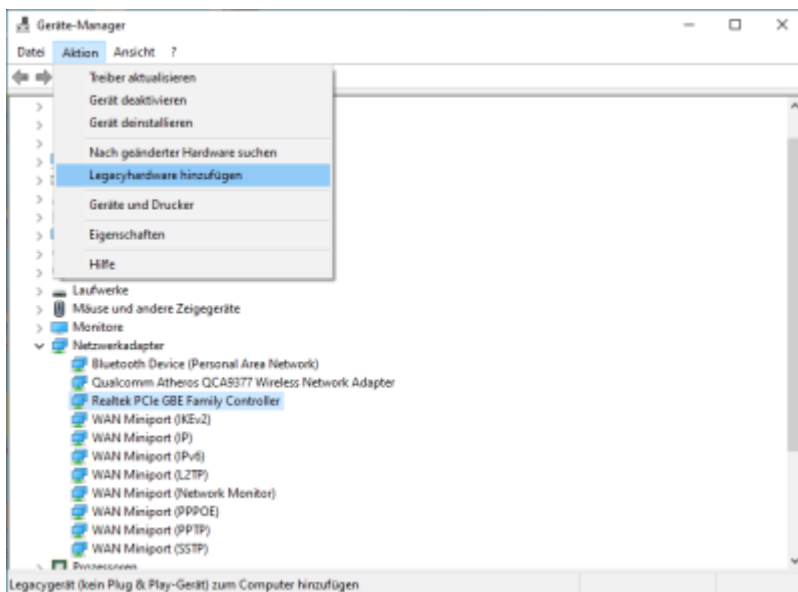 Geräte-Manager
Datei Aktion Ansicht ?
Treiber aktualisieren
Gerät deaktivieren
Gerät deinstallieren
Nach geänderter Hardware suchen
Legacyhardware hinzufügen
Geräte und Drucker
Eigenschaften
Hilfe
Laufwerke
Mäuse und andere Zeigegeräte
Monitore
Netzwerkadapter
Bluetooth Device (Personal Area Network)
Qualcomm Atheros QCA9377 Wireless Network Adapter
Realtek PCIe GBE Family Controller
WAN Miniport (IKEv2)
WAN Miniport (IP)
WAN Miniport (IPv6)
WAN Miniport (L2TP)
WAN Miniport (Network Monitor)
WAN Miniport (PPPOE)
WAN Miniport (PPTP)
WAN Miniport (SSTP)
Prozessoren
Legacygerät (kein Plug & Play-Gerät) zum Computer hinzufügen